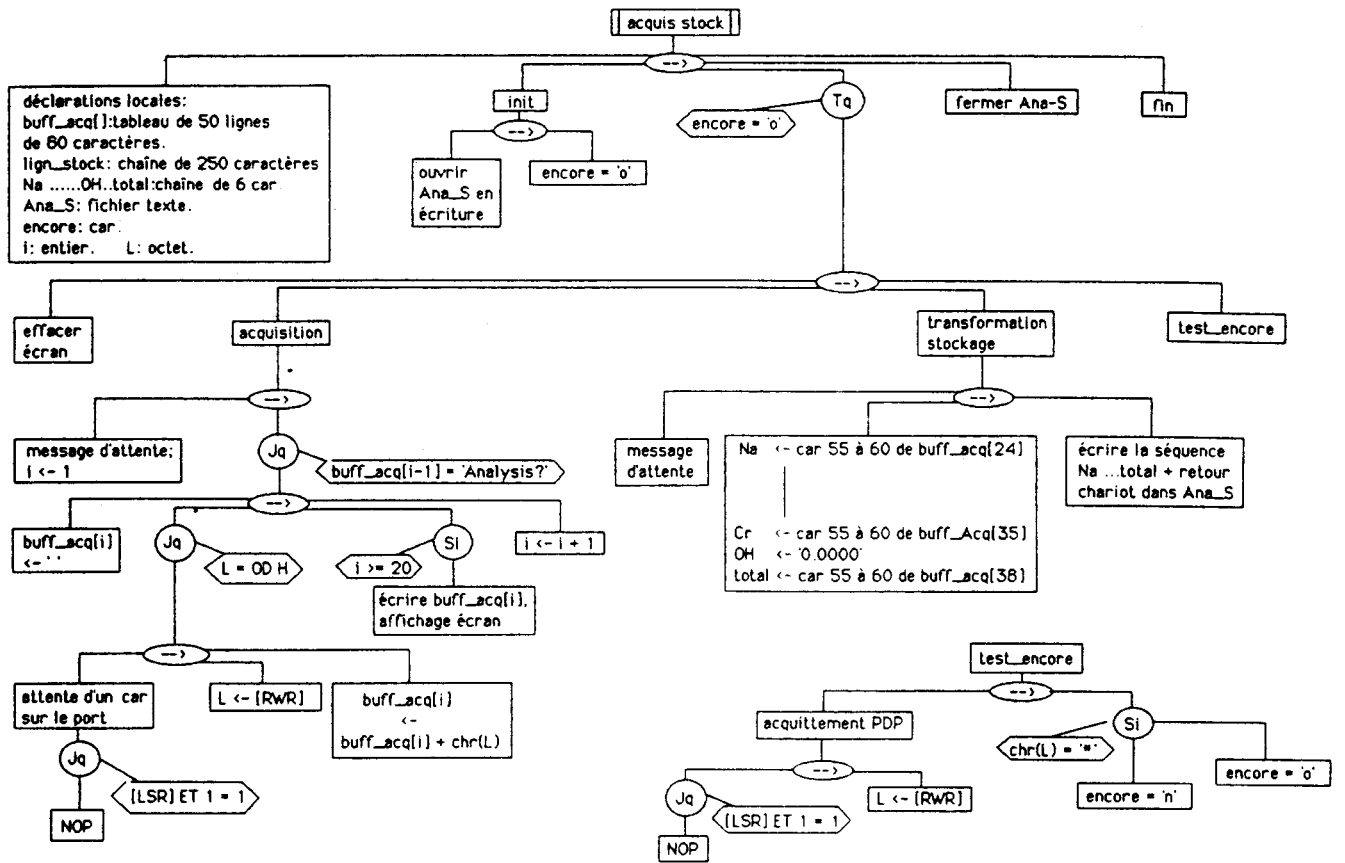 acquis stock
-->
déclarations locales:
buff_acq[]:tableau de 50 lignes
de 80 caractères.
lign_stock: chaîne de 250 caractères
Na ......OH..total:chaîne de 6 car.
Ana_S: fichier texte.
encore: car.
i: entier. L: octet.
init
-->
ouvrir
Ana_S en
écriture
encore = 'o'
Tq
encore = 'o'
fermer Ana-S
fin
-->
effacer
écran
acquisition
transformation
stockage
test_encore
-->
message d'attente;
i <- 1
Jq
buff_acq[i-1] = 'Analysis?'
-->
buff_acq[i]
<- ' '
Jq
L = 0D H
i >= 20
Si
écrire buff_acq[i],
affichage écran
i <- i + 1
-->
attente d'un car
sur le port
Jq
[LSR] ET 1 = 1
NOP
L <- [RWR]
buff_acq[i]
<-
buff_acq[i] + chr(L)
-->
message
d'attente
Na <- car 55 à 60 de buff_acq[24]
Cr <- car 55 à 60 de buff_Acq[35]
OH <- '0.0000'
total <- car 55 à 60 de buff_acq[38]
écrire la séquence
Na ...total + retour
chariot dans Ana_S
test_encore
-->
acquittement PDP
-->
Jq
[LSR] ET 1 = 1
NOP
L <- [RWR]
chr(L) = '*'
Si
encore = 'n'
encore = 'o'